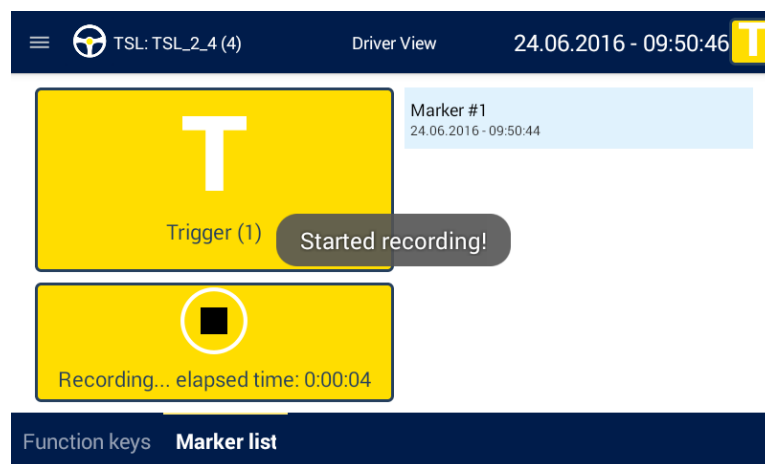 TSL: TSL_2_4 (4) Driver View 24.06.2016 - 09:50:46 T
T
Trigger (1)
Marker #1
24.06.2016 - 09:50:44
Started recording!
Recording... elapsed time: 0:00:04
Function keys Marker list